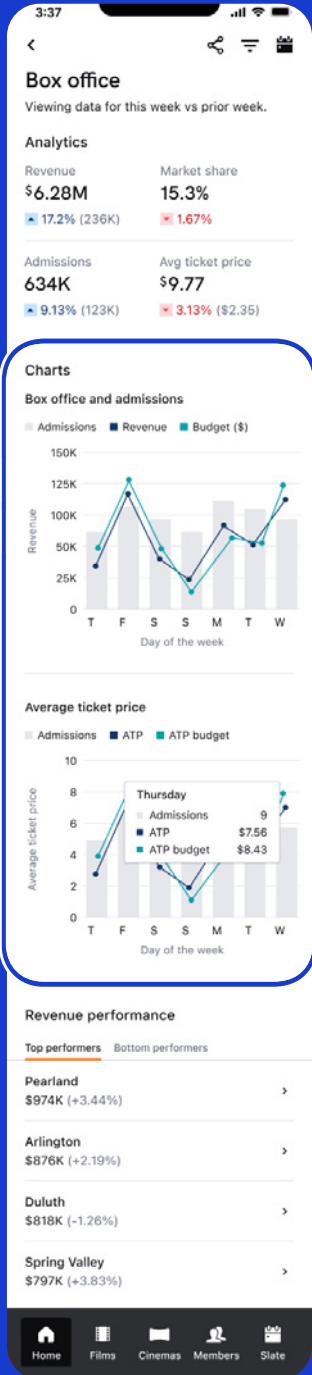 3:37
Box office
Viewing data for this week vs prior week.
Analytics
Revenue Market share
$6.28M 15.3%
17.2% (236K) 1.67%
Admissions Avg ticket price
634K $9.77
9.13% (123K) 3.13% ($2.35)
Charts
Box office and admissions
Admissions Revenue Budget ($)
150K
125K
100K
50K
25K
0
Revenue
T F S S M T W
Day of the week
Average ticket price
Admissions ATP ATP budget
10
8
6
4
2
0
Average ticket price
Thursday
Admissions 9
ATP $7.56
ATP budget $8.43
T F S S M T W
Day of the week
Revenue performance
Top performers Bottom performers
Pearland
$974K (+3.44%)
Arlington
$876K (+2.19%)
Duluth
$818K (-1.26%)
Spring Valley
$797K (+3.83%)
Home Films Cinemas Members Slate